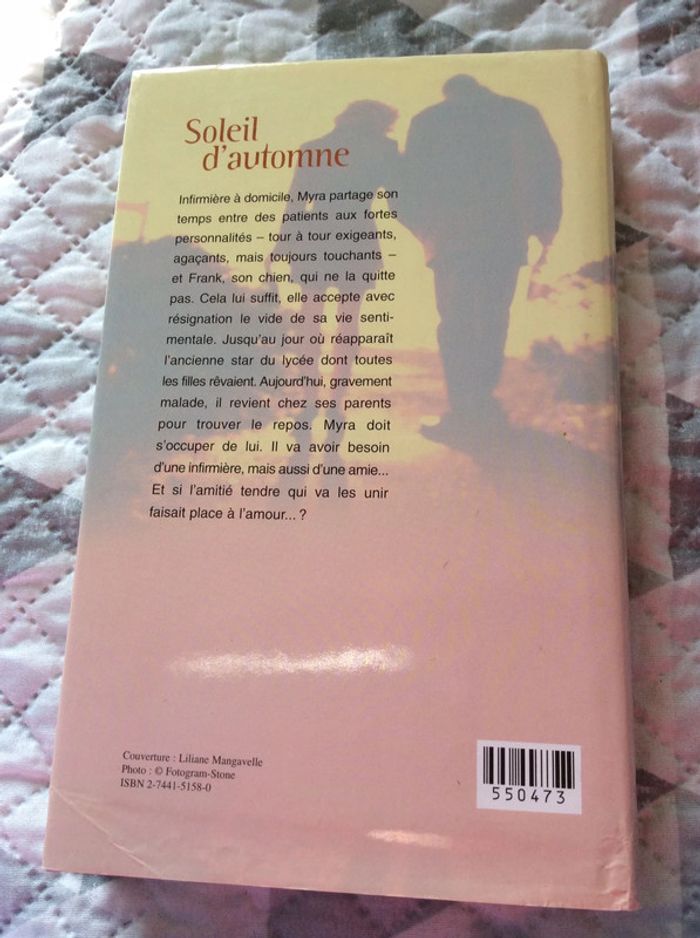 Soleil
d'automne
Infirmière à domicile, Myra partage son
temps entre des patients aux fortes
personnalités – tour à tour exigeants,
agaçants, mais toujours touchants –
et Frank, son chien, qui ne la quitte
pas. Cela lui suffit, elle accepte avec
résignation le vide de sa vie senti-
mentale. Jusqu'au jour où réapparaît
l'ancienne star du lycée dont toutes
les filles rêvaient. Aujourd'hui, gravement
malade, il revient chez ses parents
pour trouver le repos. Myra doit
s'occuper de lui. Il va avoir besoin
d'une infirmière, mais aussi d'une amie...
Et si l'amitié tendre qui va les unir
faisait place à l'amour... ?
Couverture : Liliane Mangavelle
Photo : © Fotogram-Stone
ISBN 2-7441-5158-0
550473